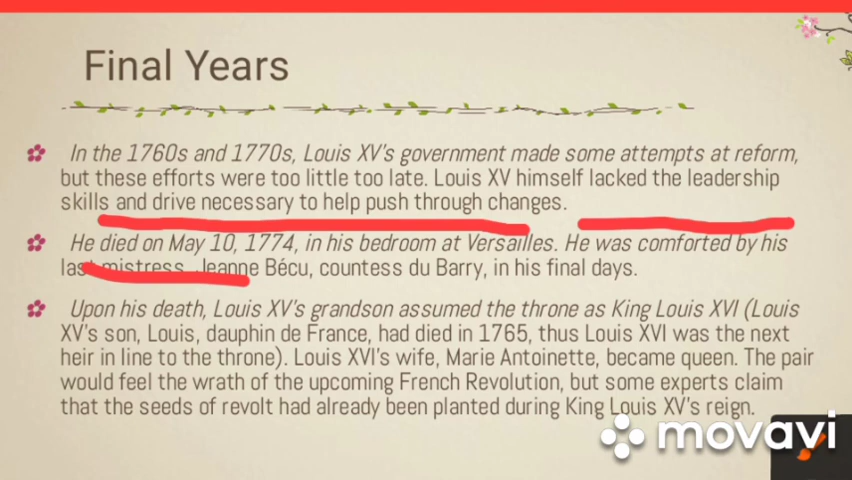 Final Years
In the 1760s and 1770s, Louis XV's government made some attempts at reform,
but these efforts were too little too late. Louis XV himself lacked the leadership
skills and drive necessary to help push through changes.
He died on May 10, 1774, in his bedroom at Versailles. He was comforted by his
last mistress, Jeanne Bécu, countess du Barry, in his final days.
Upon his death, Louis XV's grandson assumed the throne as King Louis XVI (Louis
XV's son, Louis, dauphin de France, had died in 1765, thus Louis XVI was the next
heir in line to the throne). Louis XVI's wife, Marie Antoinette, became queen. The pair
would feel the wrath of the upcoming French Revolution, but some experts claim
that the seeds of revolt had already been planted during King Louis XV's reign.
movavi